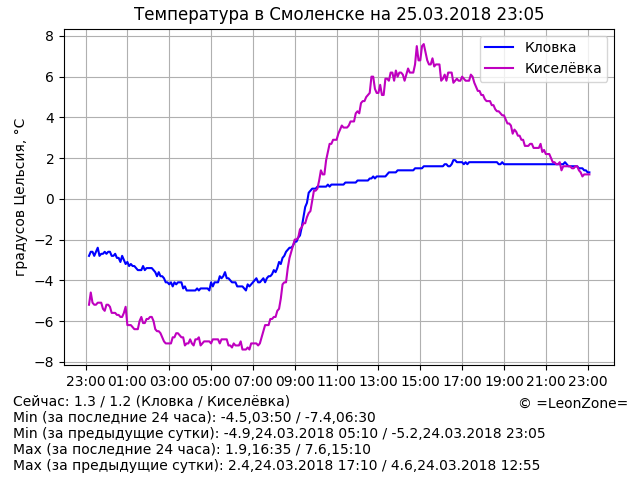 Температура в Смоленске на 25.03.2018 23:05
Кловка
Киселёвка
градусов Цельсия, °C
8
6
4
2
0
−2
−4
−6
−8
23:00 01:00 03:00 05:00 07:00 09:00 11:00 13:00 15:00 17:00 19:00 21:00 23:00
Сейчас: 1.3 / 1.2 (Кловка / Киселёвка)
© =LeonZone=
Min (за последние 24 часа): -4.5,03:50 / -7.4,06:30
Min (за предыдущие сутки): -4.9,24.03.2018 05:10 / -5.2,24.03.2018 23:05
Max (за последние 24 часа): 1.9,16:35 / 7.6,15:10
Max (за предыдущие сутки): 2.4,24.03.2018 17:10 / 4.6,24.03.2018 12:55